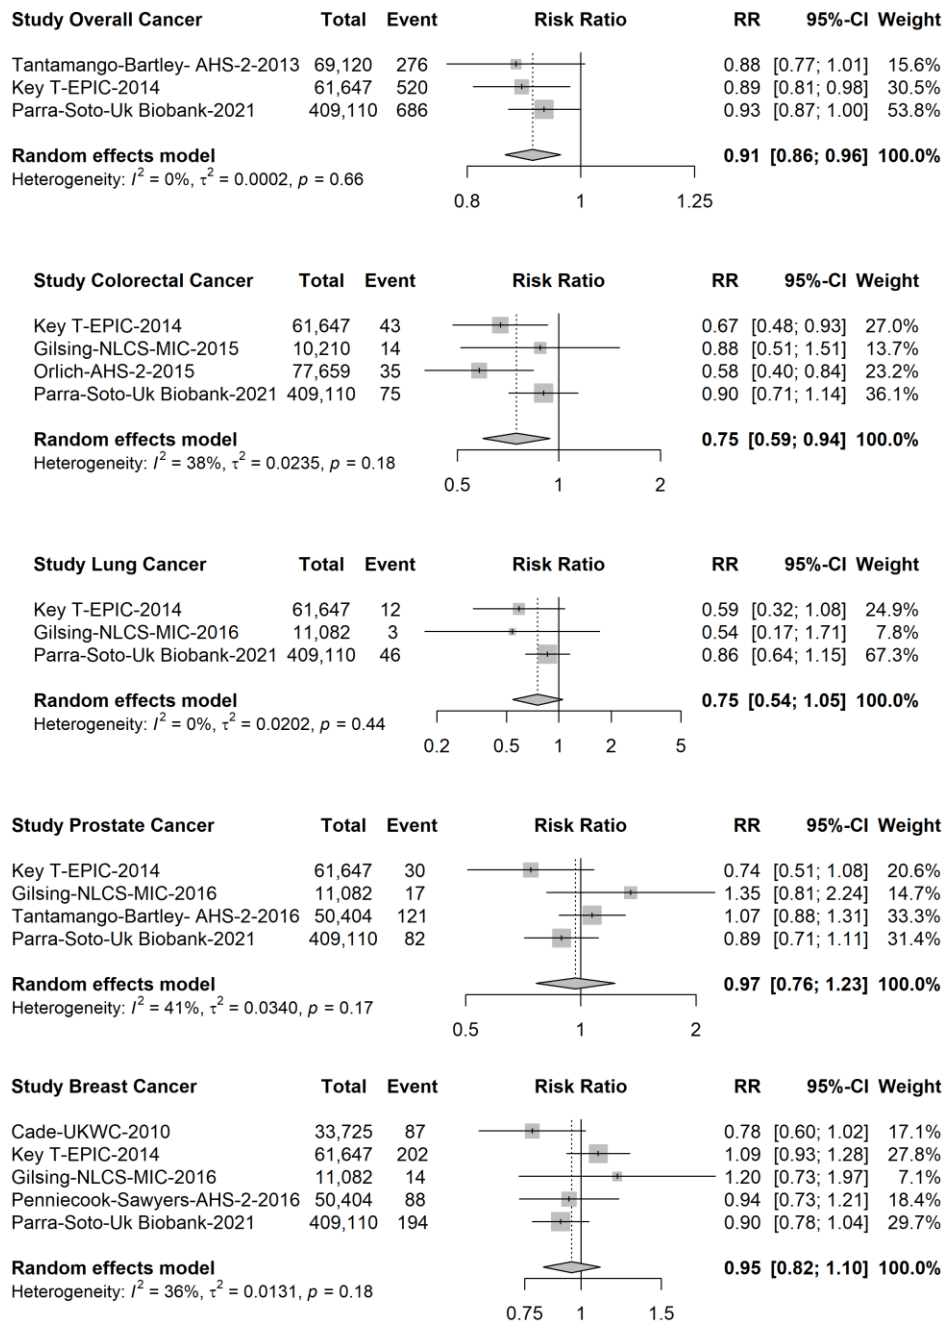 Study Overall Cancer Total Event Risk Ratio RR 95%-CI Weight
Tantamango-Bartley- AHS-2-2013 69,120 276 0.88 [0.77; 1.01] 15.6%
Key T-EPIC-2014 61,647 520 0.89 [0.81; 0.98] 30.5%
Parra-Soto-Uk Biobank-2021 409,110 686 0.93 [0.87; 1.00] 53.8%
Random effects model 0.91 [0.86; 0.96] 100.0%
Heterogeneity: I² = 0%, τ² = 0.0002, p = 0.66
0.8 1 1.25
Study Colorectal Cancer Total Event Risk Ratio RR 95%-CI Weight
Key T-EPIC-2014 61,647 43 0.67 [0.48; 0.93] 27.0%
Gilsing-NLCS-MIC-2015 10,210 14 0.88 [0.51; 1.51] 13.7%
Orlich-AHS-2-2015 77,659 35 0.58 [0.40; 0.84] 23.2%
Parra-Soto-Uk Biobank-2021 409,110 75 0.90 [0.71; 1.14] 36.1%
Random effects model 0.75 [0.59; 0.94] 100.0%
Heterogeneity: I² = 38%, τ² = 0.0235, p = 0.18
0.5 1 2
Study Lung Cancer Total Event Risk Ratio RR 95%-CI Weight
Key T-EPIC-2014 61,647 12 0.59 [0.32; 1.08] 24.9%
Gilsing-NLCS-MIC-2016 11,082 3 0.54 [0.17; 1.71] 7.8%
Parra-Soto-Uk Biobank-2021 409,110 46 0.86 [0.64; 1.15] 67.3%
Random effects model 0.75 [0.54; 1.05] 100.0%
Heterogeneity: I² = 0%, τ² = 0.0202, p = 0.44
0.2 0.5 1 2 5
Study Prostate Cancer Total Event Risk Ratio RR 95%-CI Weight
Key T-EPIC-2014 61,647 30 0.74 [0.51; 1.08] 20.6%
Gilsing-NLCS-MIC-2016 11,082 17 1.35 [0.81; 2.24] 14.7%
Tantamango-Bartley- AHS-2-2016 50,404 121 1.07 [0.88; 1.31] 33.3%
Parra-Soto-Uk Biobank-2021 409,110 82 0.89 [0.71; 1.11] 31.4%
Random effects model 0.97 [0.76; 1.23] 100.0%
Heterogeneity: I² = 41%, τ² = 0.0340, p = 0.17
0.5 1 2
Study Breast Cancer Total Event Risk Ratio RR 95%-CI Weight
Cade-UKWC-2010 33,725 87 0.78 [0.60; 1.02] 17.1%
Key T-EPIC-2014 61,647 202 1.09 [0.93; 1.28] 27.8%
Gilsing-NLCS-MIC-2016 11,082 14 1.20 [0.73; 1.97] 7.1%
Penniecook-Sawyers-AHS-2-2016 50,404 88 0.94 [0.73; 1.21] 18.4%
Parra-Soto-Uk Biobank-2021 409,110 194 0.90 [0.78; 1.04] 29.7%
Random effects model 0.95 [0.82; 1.10] 100.0%
Heterogeneity: I² = 36%, τ² = 0.0131, p = 0.18
0.75 1 1.5